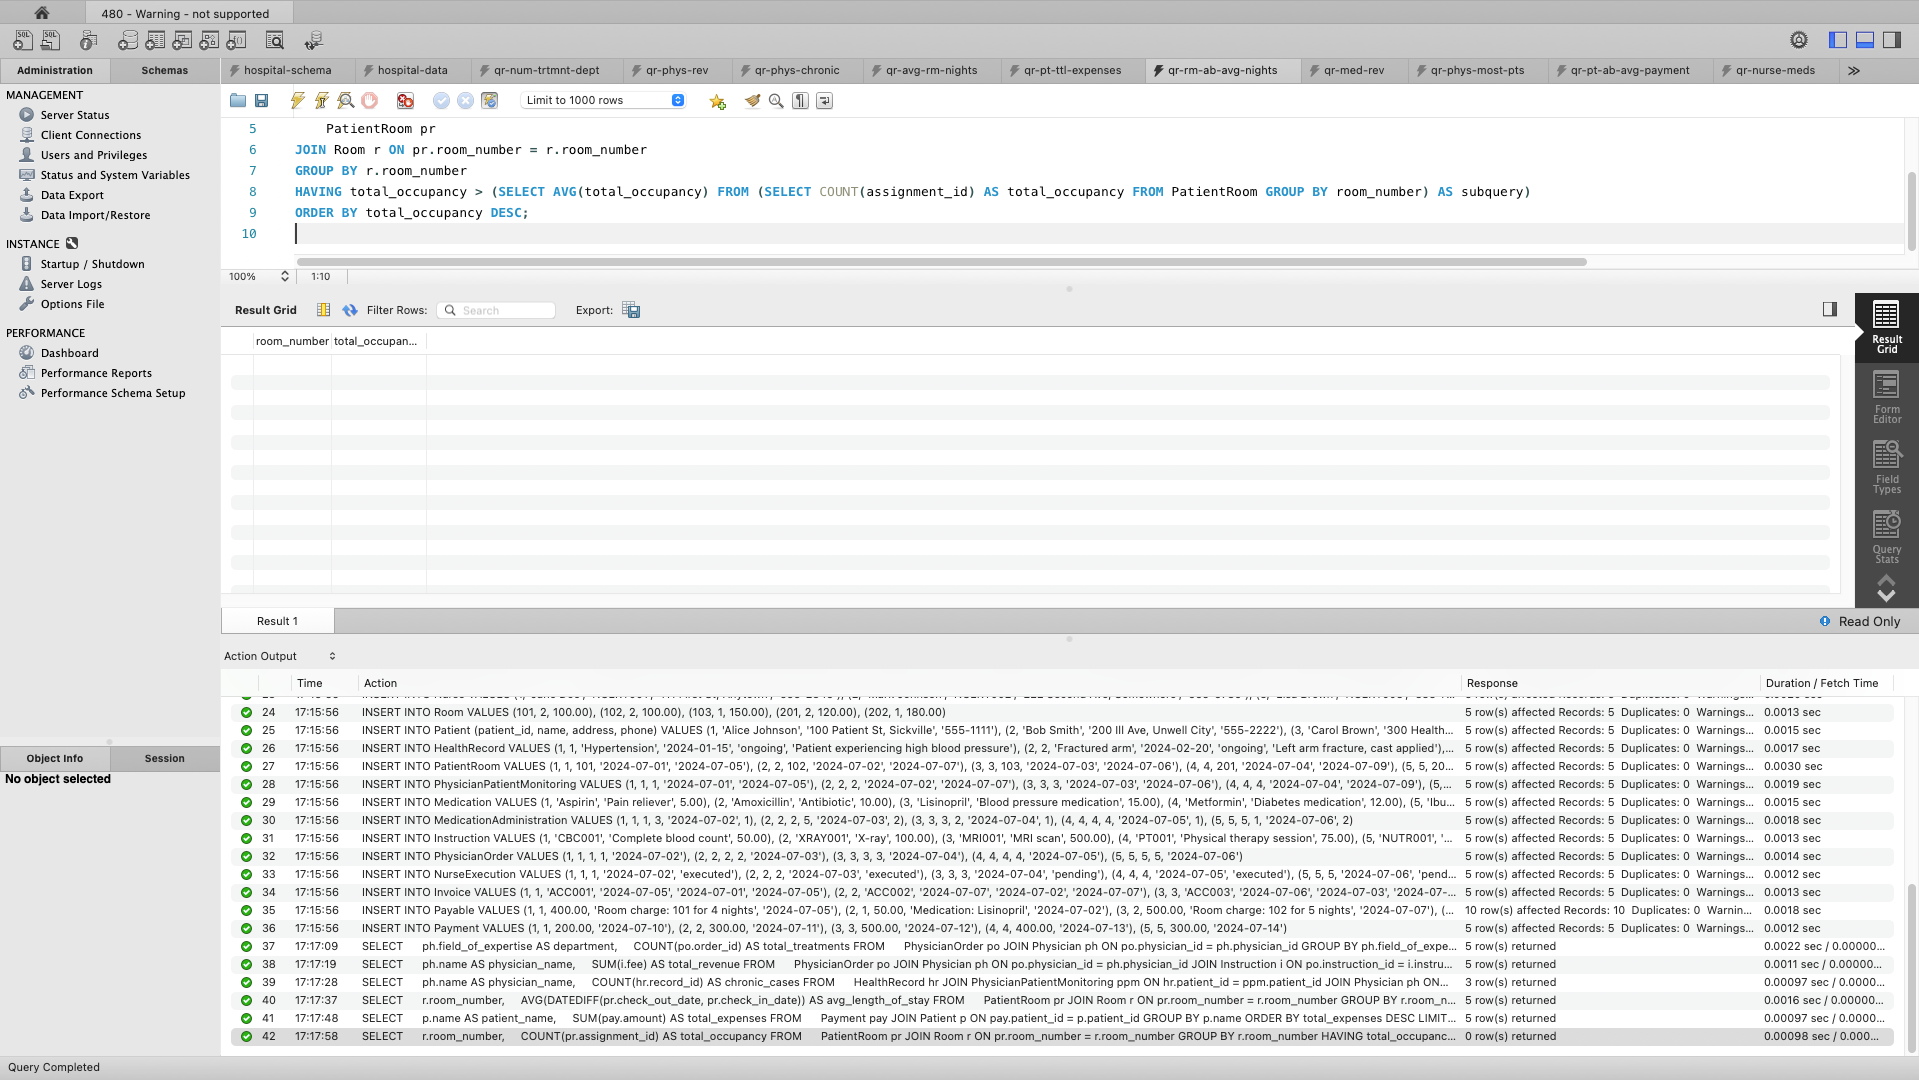 480 - Warning - not supported
Administration
Schemas
hospital-schema
hospital-data
qr-num-trtmnt-dept
qr-phys-rev
qr-phys-chronic
qr-avg-rm-nights
qr-pt-ttl-expenses
qr-rm-ab-avg-nights
qr-med-rev
qr-phys-most-pts
qr-pt-ab-avg-payment
qr-nurse-meds
MANAGEMENT
Server Status
Client Connections
Users and Privileges
Status and System Variables
Data Export
Data Import/Restore
INSTANCE
Startup / Shutdown
Server Logs
Options File
PERFORMANCE
Dashboard
Performance Reports
Performance Schema Setup
Object Info
Session
No object selected
Limit to 1000 rows
5 PatientRoom pr
6 JOIN Room r ON pr.room_number = r.room_number
7 GROUP BY r.room_number
8 HAVING total_occupancy > (SELECT AVG(total_occupancy) FROM (SELECT COUNT(assignment_id) AS total_occupancy FROM PatientRoom GROUP BY room_number) AS subquery)
9 ORDER BY total_occupancy DESC;
10
100% 1:10
Result Grid Filter Rows: Search Export:
room_number total_occupan...
Result Grid
Form Editor
Field Types
Query Stats
Result 1
Read Only
Action Output
Time Action Response Duration / Fetch Time
24 17:15:56 INSERT INTO Room VALUES (101, 2, 100.00), (102, 2, 100.00), (103, 1, 150.00), (201, 2, 120.00), (202, 1, 180.00) 5 row(s) affected Records: 5 Duplicates: 0 Warnings... 0.0013 sec
25 17:15:56 INSERT INTO Patient (patient_id, name, address, phone) VALUES (1, 'Alice Johnson', '100 Patient St, Sickville', '555-1111'), (2, 'Bob Smith', '200 Ill Ave, Unwell City', '555-2222'), (3, 'Carol Brown', '300 Health... 5 row(s) affected Records: 5 Duplicates: 0 Warnings... 0.0015 sec
26 17:15:56 INSERT INTO HealthRecord VALUES (1, 1, 'Hypertension', '2024-01-15', 'ongoing', 'Patient experiencing high blood pressure'), (2, 2, 'Fractured arm', '2024-02-20', 'ongoing', 'Left arm fracture, cast applied'),... 5 row(s) affected Records: 5 Duplicates: 0 Warnings... 0.0017 sec
27 17:15:56 INSERT INTO PatientRoom VALUES (1, 1, 101, '2024-07-01', '2024-07-05'), (2, 2, 102, '2024-07-02', '2024-07-07'), (3, 3, 103, '2024-07-03', '2024-07-06'), (4, 4, 201, '2024-07-04', '2024-07-09'), (5, 5, 20... 5 row(s) affected Records: 5 Duplicates: 0 Warnings... 0.0030 sec
28 17:15:56 INSERT INTO PhysicianPatientMonitoring VALUES (1, 1, 1, '2024-07-01', '2024-07-05'), (2, 2, 2, '2024-07-02', '2024-07-07'), (3, 3, 3, '2024-07-03', '2024-07-06'), (4, 4, 4, '2024-07-04', '2024-07-09'), (5,... 5 row(s) affected Records: 5 Duplicates: 0 Warnings... 0.0019 sec
29 17:15:56 INSERT INTO Medication VALUES (1, 'Aspirin', 'Pain reliever', 5.00), (2, 'Amoxicillin', 'Antibiotic', 10.00), (3, 'Lisinopril', 'Blood pressure medication', 15.00), (4, 'Metformin', 'Diabetes medication', 12.00), (5, 'Ibu... 5 row(s) affected Records: 5 Duplicates: 0 Warnings... 0.0015 sec
30 17:15:56 INSERT INTO MedicationAdministration VALUES (1, 1, 1, 3, '2024-07-02', 1), (2, 2, 2, 5, '2024-07-03', 2), (3, 3, 3, 2, '2024-07-04', 1), (4, 4, 4, 4, '2024-07-05', 1), (5, 5, 5, 1, '2024-07-06', 2) 5 row(s) affected Records: 5 Duplicates: 0 Warnings... 0.0018 sec
31 17:15:56 INSERT INTO Instruction VALUES (1, 'CBC001', 'Complete blood count', 50.00), (2, 'XRAY001', 'X-ray', 100.00), (3, 'MRI001', 'MRI scan', 500.00), (4, 'PT001', 'Physical therapy session', 75.00), (5, 'NUTR001', '... 5 row(s) affected Records: 5 Duplicates: 0 Warnings... 0.0013 sec
32 17:15:56 INSERT INTO PhysicianOrder VALUES (1, 1, 1, 1, '2024-07-02'), (2, 2, 2, 2, '2024-07-03'), (3, 3, 3, 3, '2024-07-04'), (4, 4, 4, 4, '2024-07-05'), (5, 5, 5, 5, '2024-07-06') 5 row(s) affected Records: 5 Duplicates: 0 Warnings... 0.0014 sec
33 17:15:56 INSERT INTO NurseExecution VALUES (1, 1, 1, '2024-07-02', 'executed'), (2, 2, 2, '2024-07-03', 'executed'), (3, 3, 3, '2024-07-04', 'pending'), (4, 4, 4, '2024-07-05', 'executed'), (5, 5, 5, '2024-07-06', 'pend... 5 row(s) affected Records: 5 Duplicates: 0 Warnings... 0.0012 sec
34 17:15:56 INSERT INTO Invoice VALUES (1, 1, 'ACC001', '2024-07-05', '2024-07-01', '2024-07-05'), (2, 2, 'ACC002', '2024-07-07', '2024-07-02', '2024-07-07'), (3, 3, 'ACC003', '2024-07-06', '2024-07-03', '2024-07-... 5 row(s) affected Records: 5 Duplicates: 0 Warnings... 0.0013 sec
35 17:15:56 INSERT INTO Payable VALUES (1, 1, 400.00, 'Room charge: 101 for 4 nights', '2024-07-05'), (2, 1, 50.00, 'Medication: Lisinopril', '2024-07-02'), (3, 2, 500.00, 'Room charge: 102 for 5 nights', '2024-07-07'), (... 10 row(s) affected Records: 10 Duplicates: 0 Warnin... 0.0018 sec
36 17:15:56 INSERT INTO Payment VALUES (1, 1, 200.00, '2024-07-10'), (2, 2, 300.00, '2024-07-11'), (3, 3, 500.00, '2024-07-12'), (4, 4, 400.00, '2024-07-13'), (5, 5, 300.00, '2024-07-14') 5 row(s) affected Records: 5 Duplicates: 0 Warnings... 0.0012 sec
37 17:17:09 SELECT ph.field_of_expertise AS department, COUNT(po.order_id) AS total_treatments FROM PhysicianOrder po JOIN Physician ph ON po.physician_id = ph.physician_id GROUP BY ph.field_of_expe... 5 row(s) returned 0.0022 sec / 0.00000...
38 17:17:19 SELECT ph.name AS physician_name, SUM(i.fee) AS total_revenue FROM PhysicianOrder po JOIN Physician ph ON po.physician_id = ph.physician_id JOIN Instruction i ON po.instruction_id = i.instru... 5 row(s) returned 0.0011 sec / 0.00000...
39 17:17:28 SELECT ph.name AS physician_name, COUNT(hr.record_id) AS chronic_cases FROM HealthRecord hr JOIN PhysicianPatientMonitoring ppm ON hr.patient_id = ppm.patient_id JOIN Physician ph ON... 3 row(s) returned 0.00097 sec / 0.0000...
40 17:17:37 SELECT r.room_number, AVG(DATEDIFF(pr.check_out_date, pr.check_in_date)) AS avg_length_of_stay FROM PatientRoom pr JOIN Room r ON pr.room_number = r.room_number GROUP BY r.room_n... 5 row(s) returned 0.0016 sec / 0.00000...
41 17:17:48 SELECT p.name AS patient_name, SUM(pay.amount) AS total_expenses FROM Payment pay JOIN Patient p ON pay.patient_id = p.patient_id GROUP BY p.name ORDER BY total_expenses DESC LIMIT... 5 row(s) returned 0.00097 sec / 0.0000...
42 17:17:58 SELECT r.room_number, COUNT(pr.assignment_id) AS total_occupancy FROM PatientRoom pr JOIN Room r ON pr.room_number = r.room_number GROUP BY r.room_number HAVING total_occupanc... 0 row(s) returned 0.00098 sec / 0.000...
Query Completed